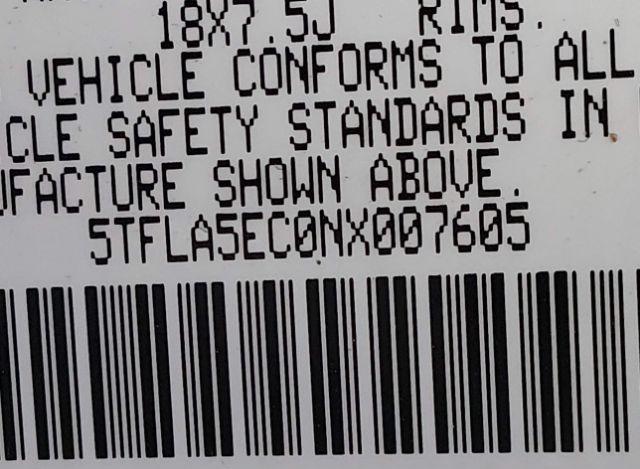 18X7.5J RIMS.
VEHICLE CONFORMS TO ALL
CLE SAFETY STANDARDS IN
UFACTURE SHOWN ABOVE.
5TFLA5EC0NX007605